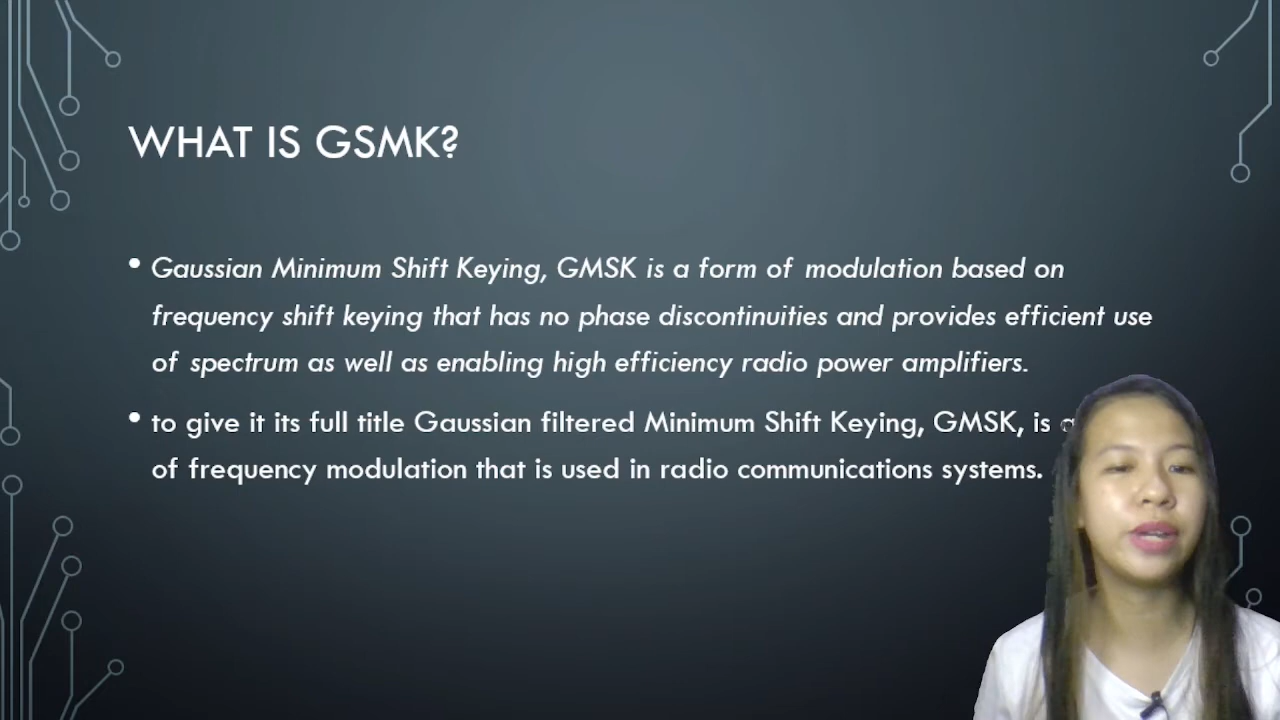 WHAT IS GSMK?
• Gaussian Minimum Shift Keying, GMSK is a form of modulation based on
frequency shift keying that has no phase discontinuities and provides efficient use
of spectrum as well as enabling high efficiency radio power amplifiers.
• to give it its full title Gaussian filtered Minimum Shift Keying, GMSK, is a
of frequency modulation that is used in radio communications systems.